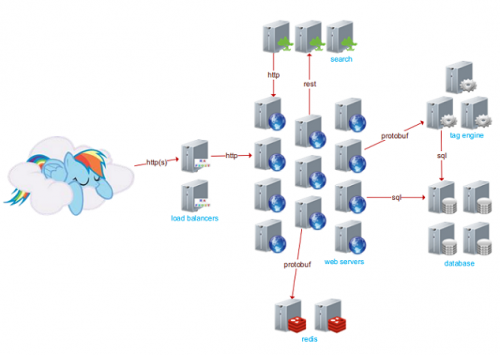 search
http
rest
tag engine
protobuf
http(s)
http
sql
load balancers
sql
web servers
database
protobuf
redis